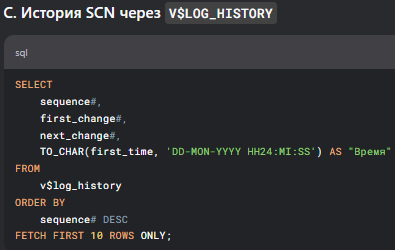 C. История SCN через V$LOG_HISTORY
sql
SELECT
sequence#,
first_change#,
next_change#,
TO_CHAR(first_time, 'DD-MON-YYYY HH24:MI:SS') AS "Время"
FROM
v$log_history
ORDER BY
sequence# DESC
FETCH FIRST 10 ROWS ONLY;